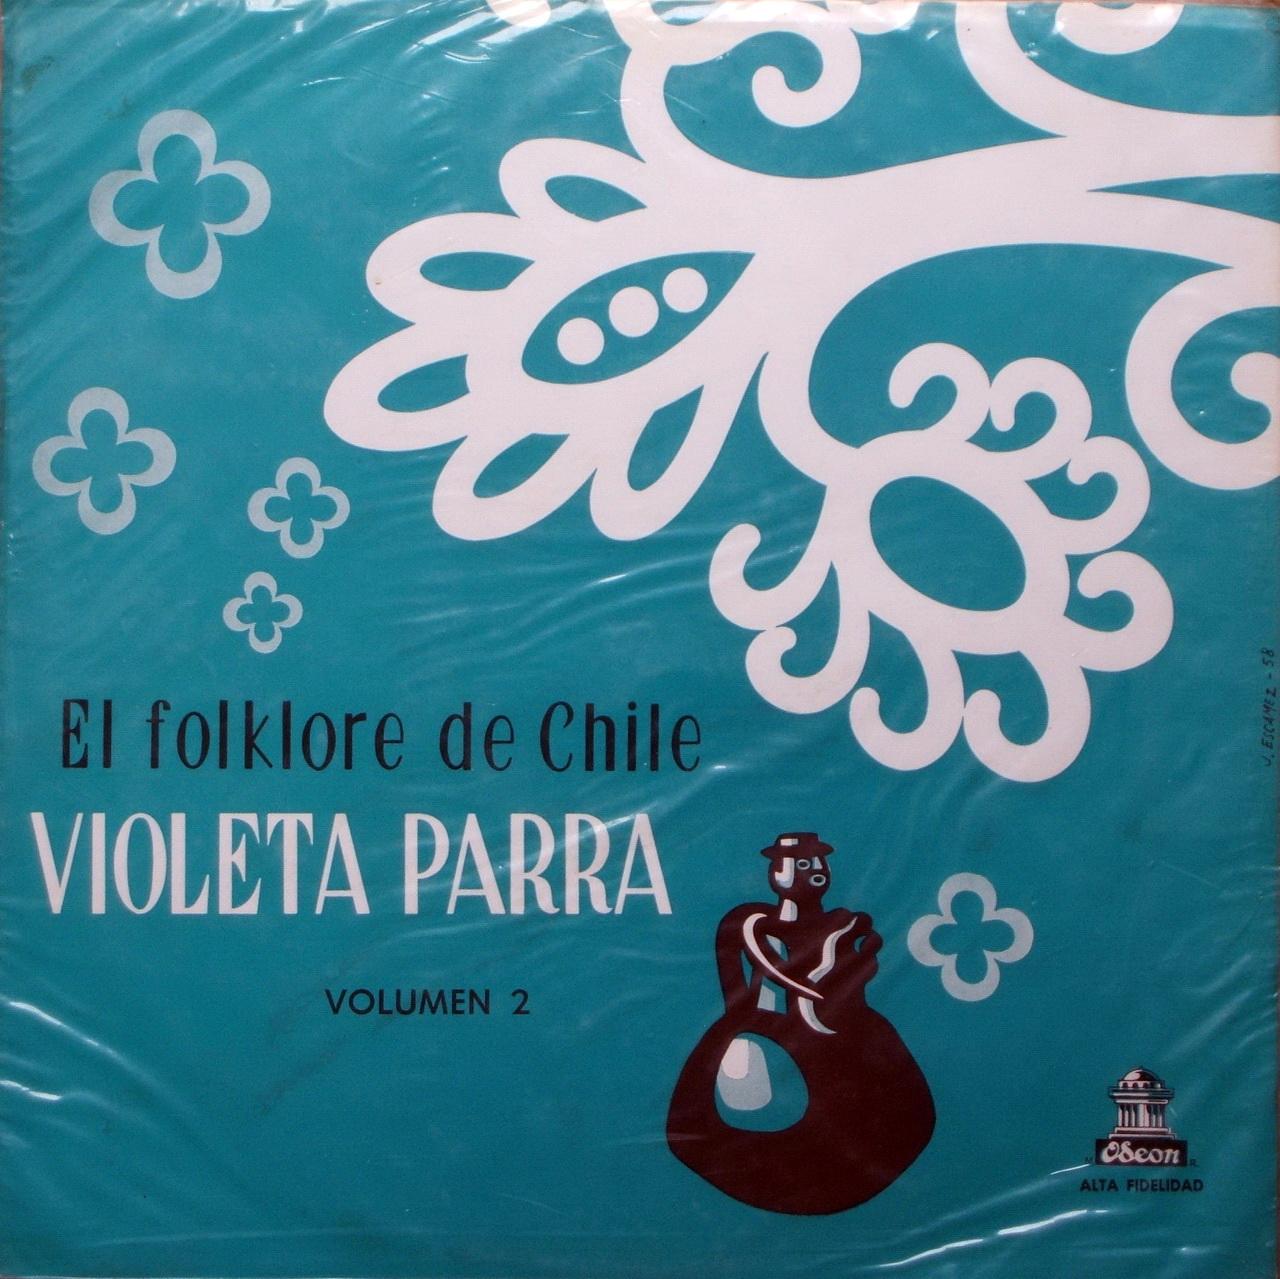 El folklore de Chile
VIOLETA PARRA
VOLUMEN 2
J. ESCAMEZ - 58
M. R.
Odeon
ALTA FIDELIDAD